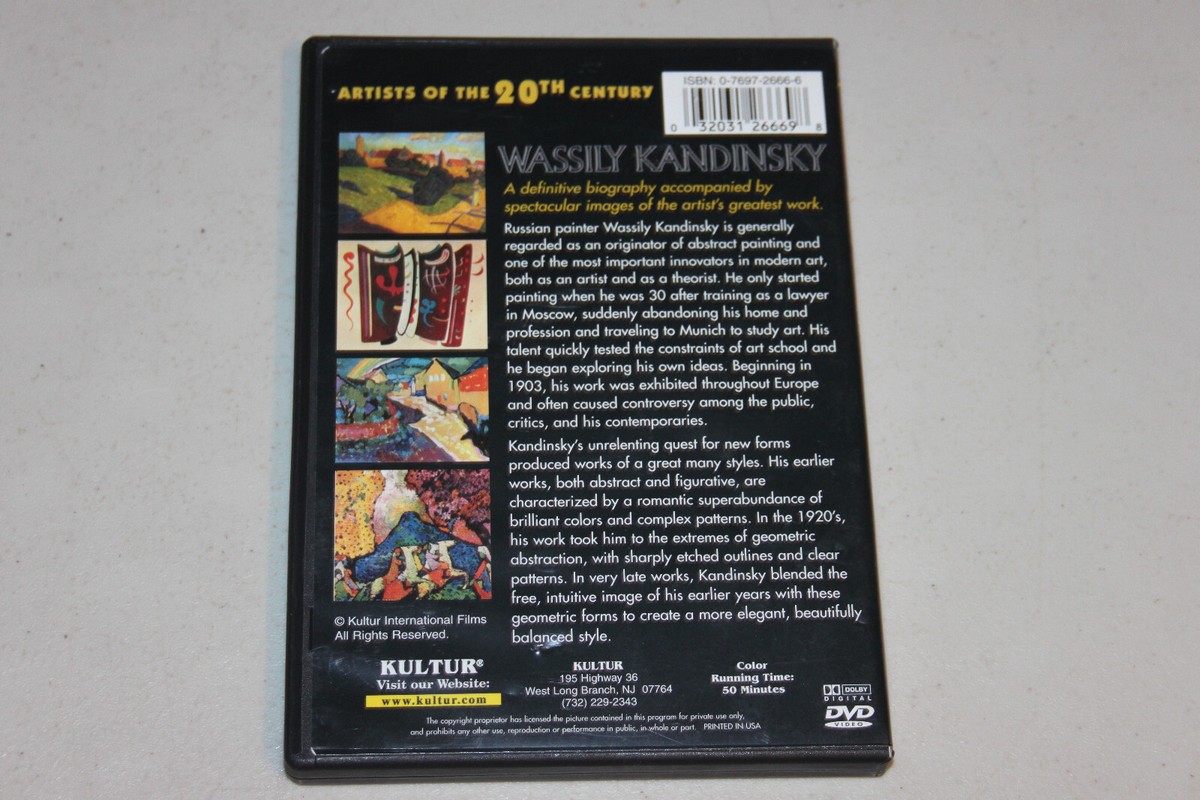 ARTISTS OF THE 20TH CENTURY
ISBN: 0-7697-2666-6
0 32031 26669 8
WASSILY KANDINSKY
A definitive biography accompanied by
spectacular images of the artist's greatest work.
Russian painter Wassily Kandinsky is generally
regarded as an originator of abstract painting and
one of the most important innovators in modern art,
both as an artist and as a theorist. He only started
painting when he was 30 after training as a lawyer
in Moscow, suddenly abandoning his home and
profession and traveling to Munich to study art. His
talent quickly tested the constraints of art school and
he began exploring his own ideas. Beginning in
1903, his work was exhibited throughout Europe
and often caused controversy among the public,
critics, and his contemporaries.
Kandinsky's unrelenting quest for new forms
produced works of a great many styles. His earlier
works, both abstract and figurative, are
characterized by a romantic superabundance of
brilliant colors and complex patterns. In the 1920's,
his work took him to the extremes of geometric
abstraction, with sharply etched outlines and clear
patterns. In very late works, Kandinsky blended the
free, intuitive image of his earlier years with these
geometric forms to create a more elegant, beautifully
balanced style.
© Kultur International Films
All Rights Reserved.
KULTUR®
Visit our Website:
www.kultur.com
KULTUR
195 Highway 36
West Long Branch, NJ 07764
(732) 229-2343
Color
Running Time:
50 Minutes
DOLBY
DIGITAL
DVD
VIDEO
The copyright proprietor has licensed the picture contained in this program for private use only,
and prohibits any other use, reproduction or performance in public, in whole or part. PRINTED IN USA